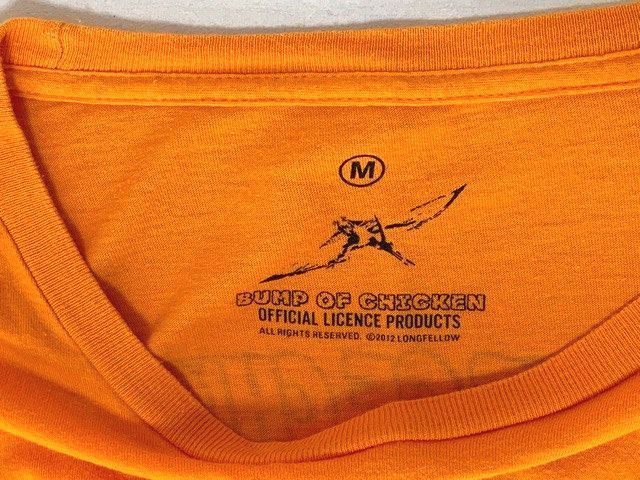 M
BUMP OF CHICKEN
OFFICIAL LICENCE PRODUCTS
ALL RIGHTS RESERVED. ©2012 LONGFELLOW